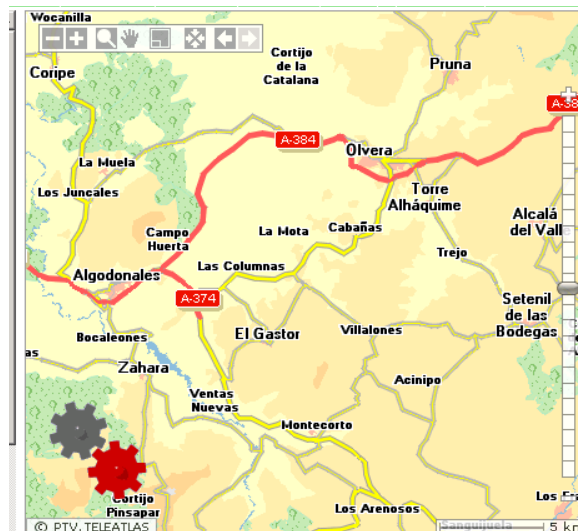 Wocanilla
Cortijo
de la
Catalana
Coripe
Pruna
A-384
Olvera
La Muela
Los Juncales
Torre
Alháquime
Campo
Huerta
La Mota
Cabañas
Alcalá
del Valle
Trejo
Las Columnas
Algodonales
A-374
Setenil
de las
Bodegas
Bocaleones
El Gastor
Villalones
Zahara
Acinipo
Ventas
Nuevas
Montecorto
Cortijo
Pinsapar
Los Arenosos
Los
Sanguijuela
5 km
© PTV, TELEATLAS